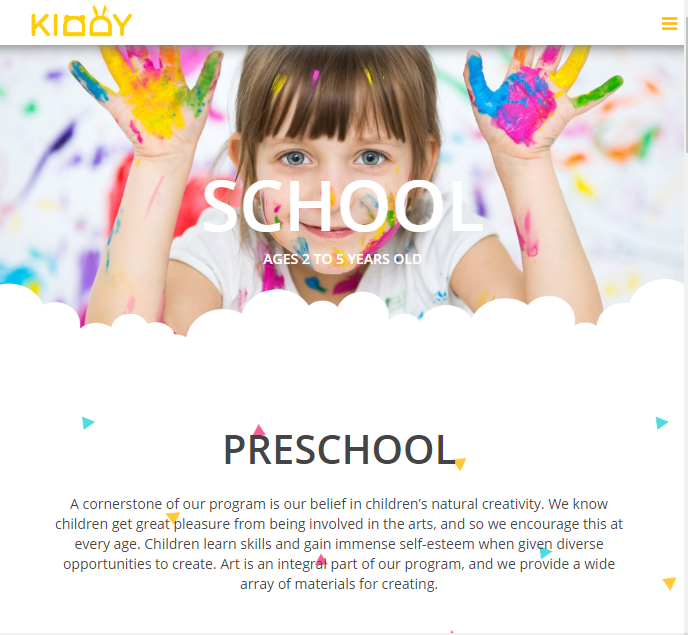 KIDDY
SCHOOL
AGES 2 TO 5 YEARS OLD
PRESCHOOL
A cornerstone of our program is our belief in children’s natural creativity. We know
children get great pleasure from being involved in the arts, and so we encourage this at
every age. Children learn skills and gain immense self-esteem when given diverse
opportunities to create. Art is an integral part of our program, and we provide a wide
array of materials for creating.